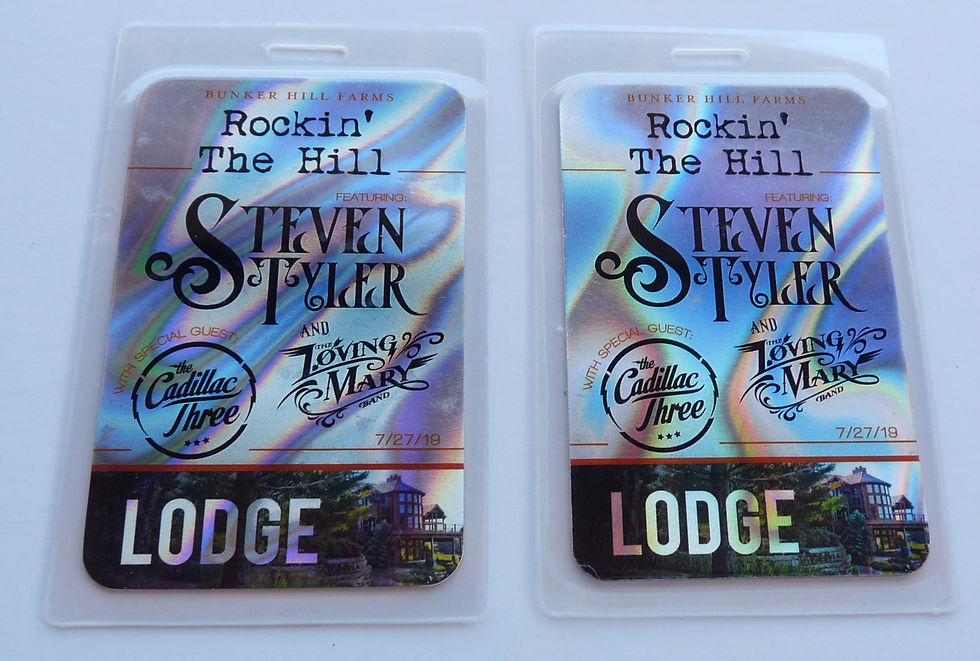 BUNKER HILL FARMS
Rockin'
The Hill
FEATURING:
STEVEN
TYLER
AND
THE
LOVING
MARY
BAND
WITH SPECIAL GUEST:
the
Cadillac
Three
7/27/19
LODGE
BUNKER HILL FARMS
Rockin'
The Hill
FEATURING:
STEVEN
TYLER
AND
THE
LOVING
MARY
BAND
WITH SPECIAL GUEST:
the
Cadillac
Three
7/27/19
LODGE